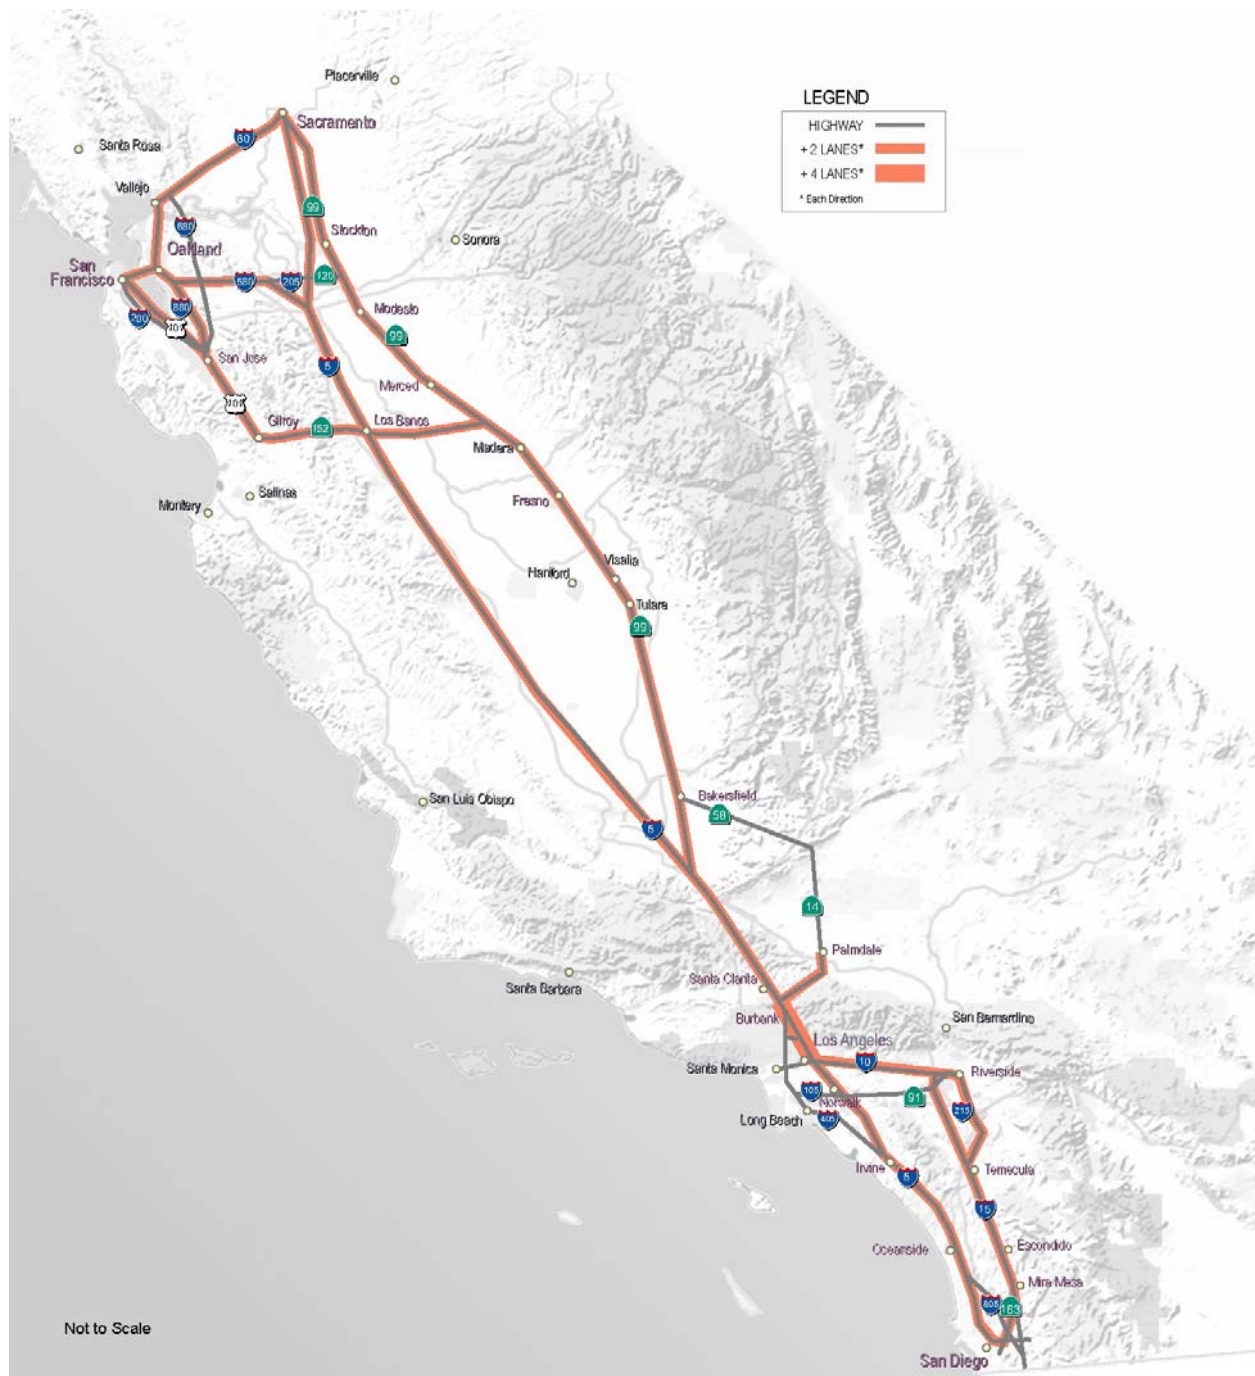 Placerville
LEGEND
HIGHWAY
+ 2 LANES*
+ 4 LANES*
* Each Direction
Sacramento
80
Santa Rosa
Vallejo
99
680
Stockton
Sonora
Oakland
San
Francisco
580
205
120
880
280
101
Modesto
99
San Jose
5
Merced
101
Gilroy
152
Los Banos
Madera
Salinas
Montery
Fresno
Visalia
Hanford
Tulare
99
Bakersfield
58
San Luis Obispo
5
14
Palmdale
Santa Clarita
Santa Barbara
Burbank
San Bernardino
Los Angeles
10
Santa Monica
Riverside
105
Norwalk
91
215
Long Beach
405
Irvine
5
Temecula
15
Oceanside
Escondido
Mira Mesa
805
163
Not to Scale
San Diego